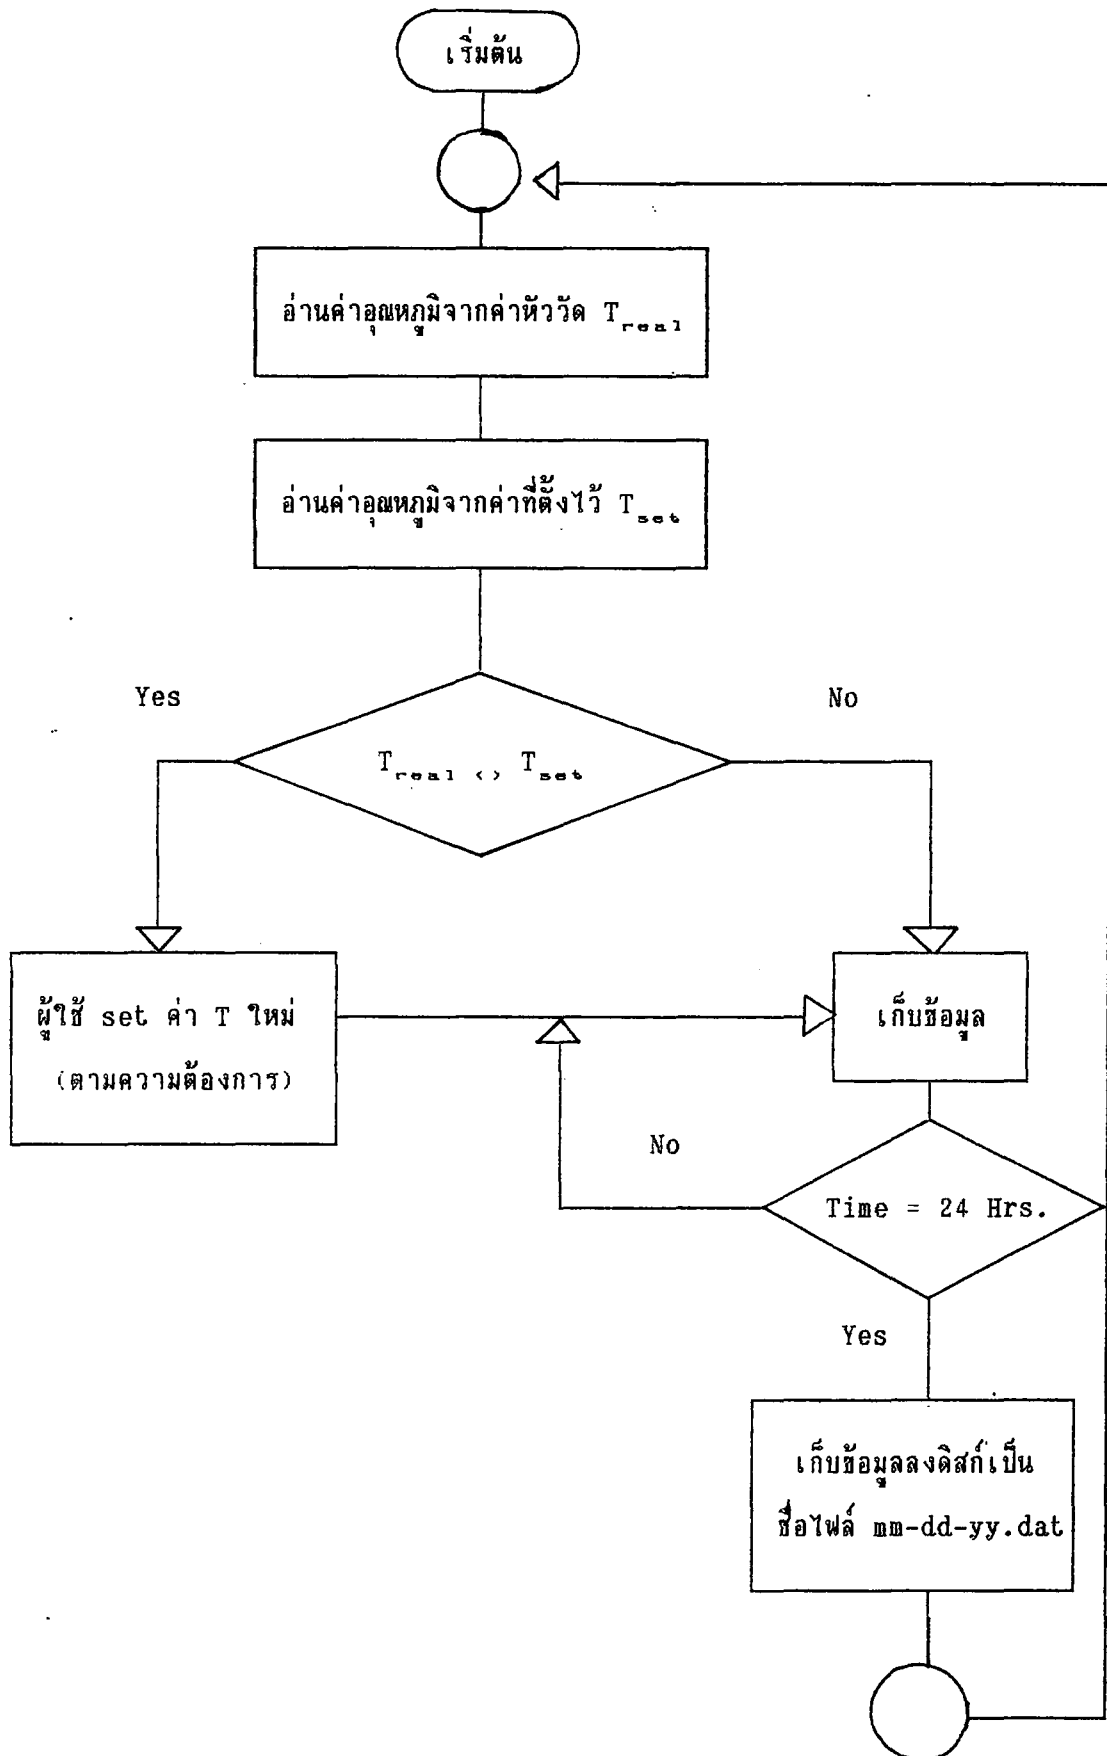 เริ่มต้น
อ่านค่าอุณหภูมิจากค่าหัววัด T_real
อ่านค่าอุณหภูมิจากค่าที่ตั้งไว้ T_set
Yes
No
T_real <> T_set
ผู้ใช้ set ค่า T ใหม่
(ตามความต้องการ)
เก็บข้อมูล
No
Time = 24 Hrs.
Yes
เก็บข้อมูลลงดิสก์เป็น
ชื่อไฟล์ mm-dd-yy.dat